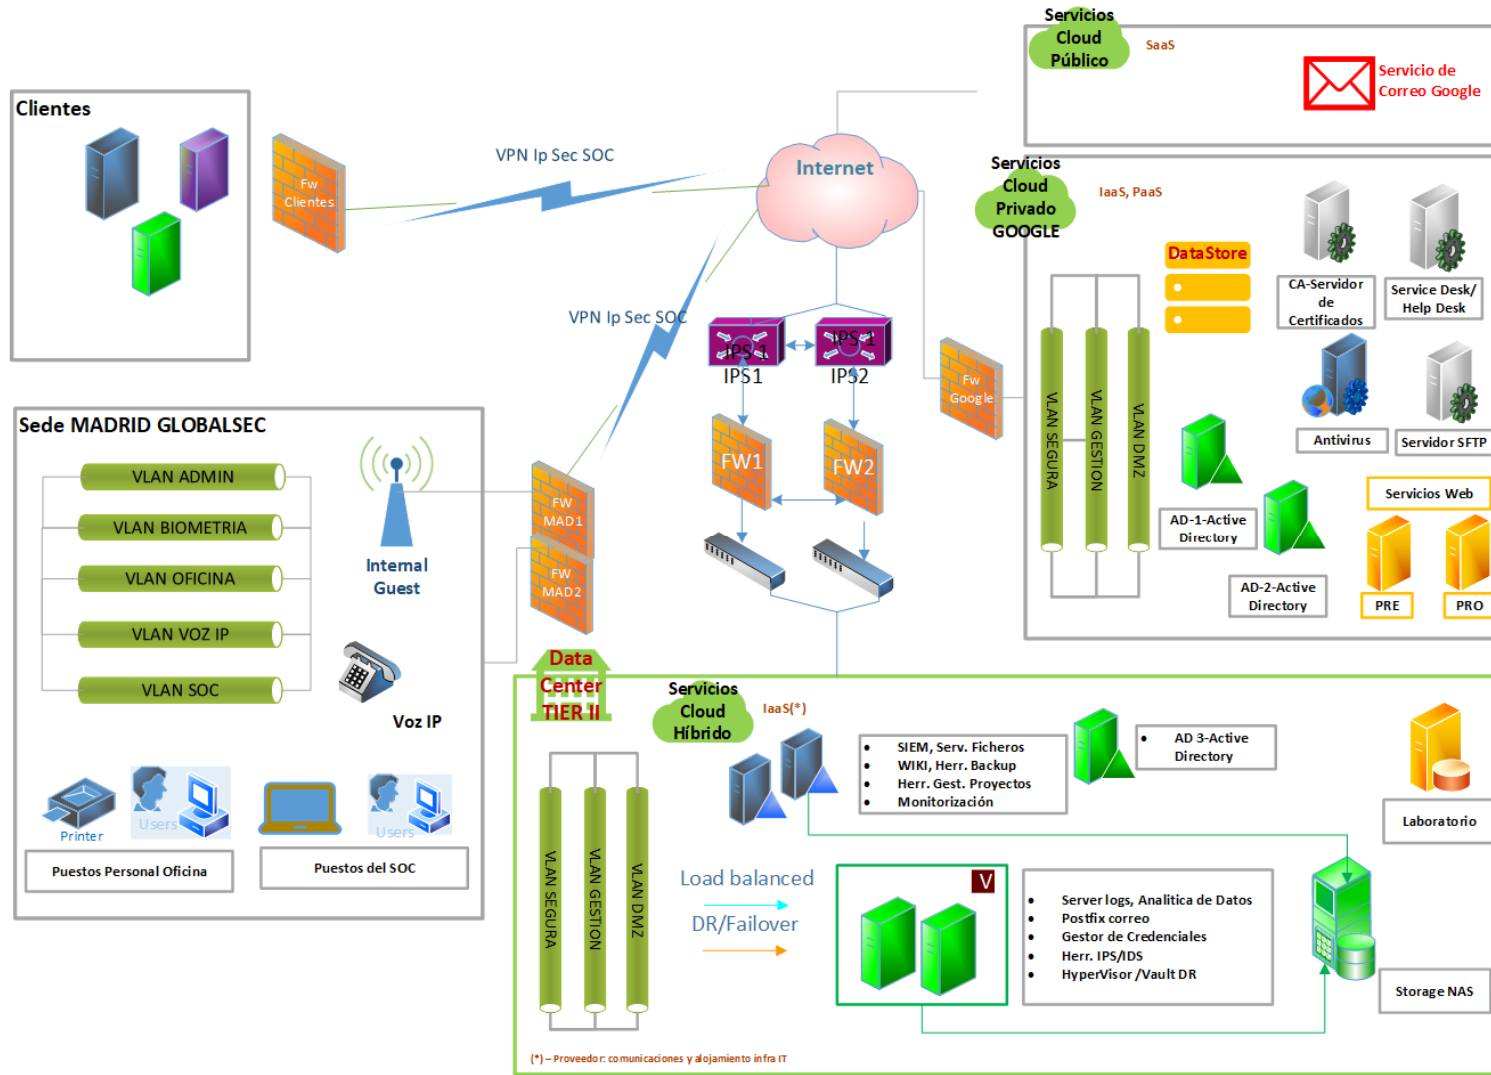 Servicios
Cloud
Público
SaaS
Servicio de
Correo Google
Clientes
Fw
Clientes
VPN Ip Sec SOC
Internet
Servicios
Cloud
Privado
GOOGLE
IaaS, PaaS
DataStore
CA-Servidor
de
Certificados
Service Desk/
Help Desk
VPN Ip Sec SOC
IPS 1
IPS1
IPS 1
IPS2
Fw
Google
VLAN SEGURA
VLAN GESTION
VLAN DMZ
Antivirus
Servidor SFTP
Servicios Web
AD-1-Active
Directory
AD-2-Active
Directory
PRE
PRO
Sede MADRID GLOBALSEC
VLAN ADMIN
VLAN BIOMETRIA
VLAN OFICINA
VLAN VOZ IP
VLAN SOC
Internal
Guest
Voz IP
FW
MAD1
FW
MAD2
FW1
FW2
Printer
Users
Users
Puestos Personal Oficina
Puestos del SOC
Data
Center
TIER II
Servicios
Cloud
Híbrido
IaaS(*)
• SIEM, Serv. Ficheros
• WIKI, Herr. Backup
• Herr. Gest. Proyectos
• Monitorización
• AD 3-Active
Directory
Laboratorio
VLAN SEGURA
VLAN GESTION
VLAN DMZ
Load balanced
DR/Failover
V
• Server logs, Analitica de Datos
• Postfix correo
• Gestor de Credenciales
• Herr. IPS/IDS
• HyperVisor /Vault DR
Storage NAS
(*) – Proveedor: comunicaciones y alojamiento infra IT